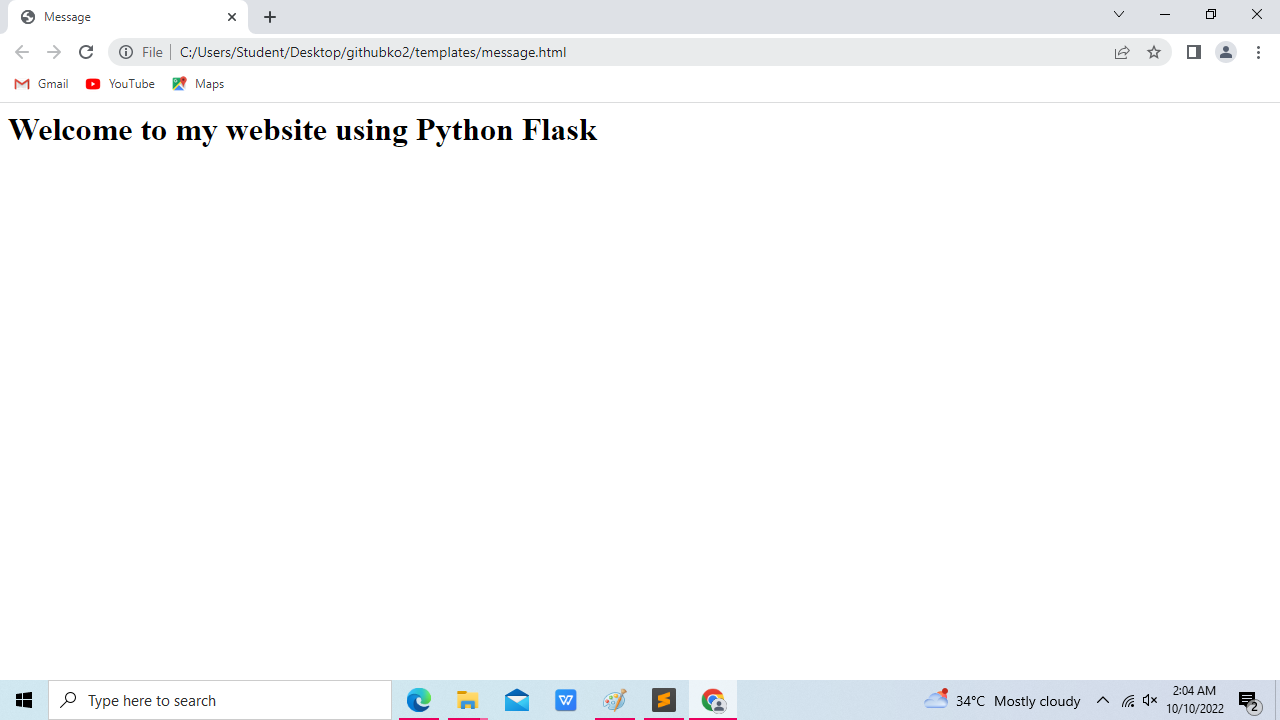 Message
File
C:/Users/Student/Desktop/githubko2/templates/message.html
Gmail
YouTube
Maps
Welcome to my website using Python Flask
Type here to search
34°C Mostly cloudy
2:04 AM
10/10/2022
2